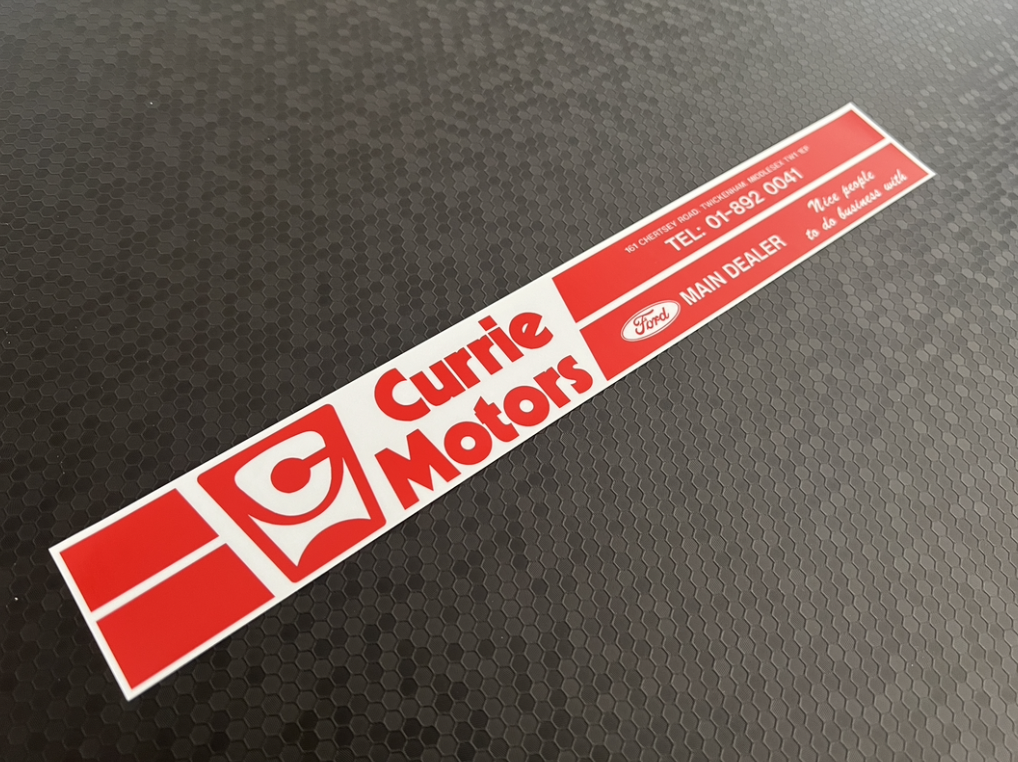 Currie
Motors
161 CHERTSEY ROAD, TWICKENHAM, MIDDLESEX TW1 1EP
TEL: 01-892 0041
Ford MAIN DEALER
Nice people
to do business with